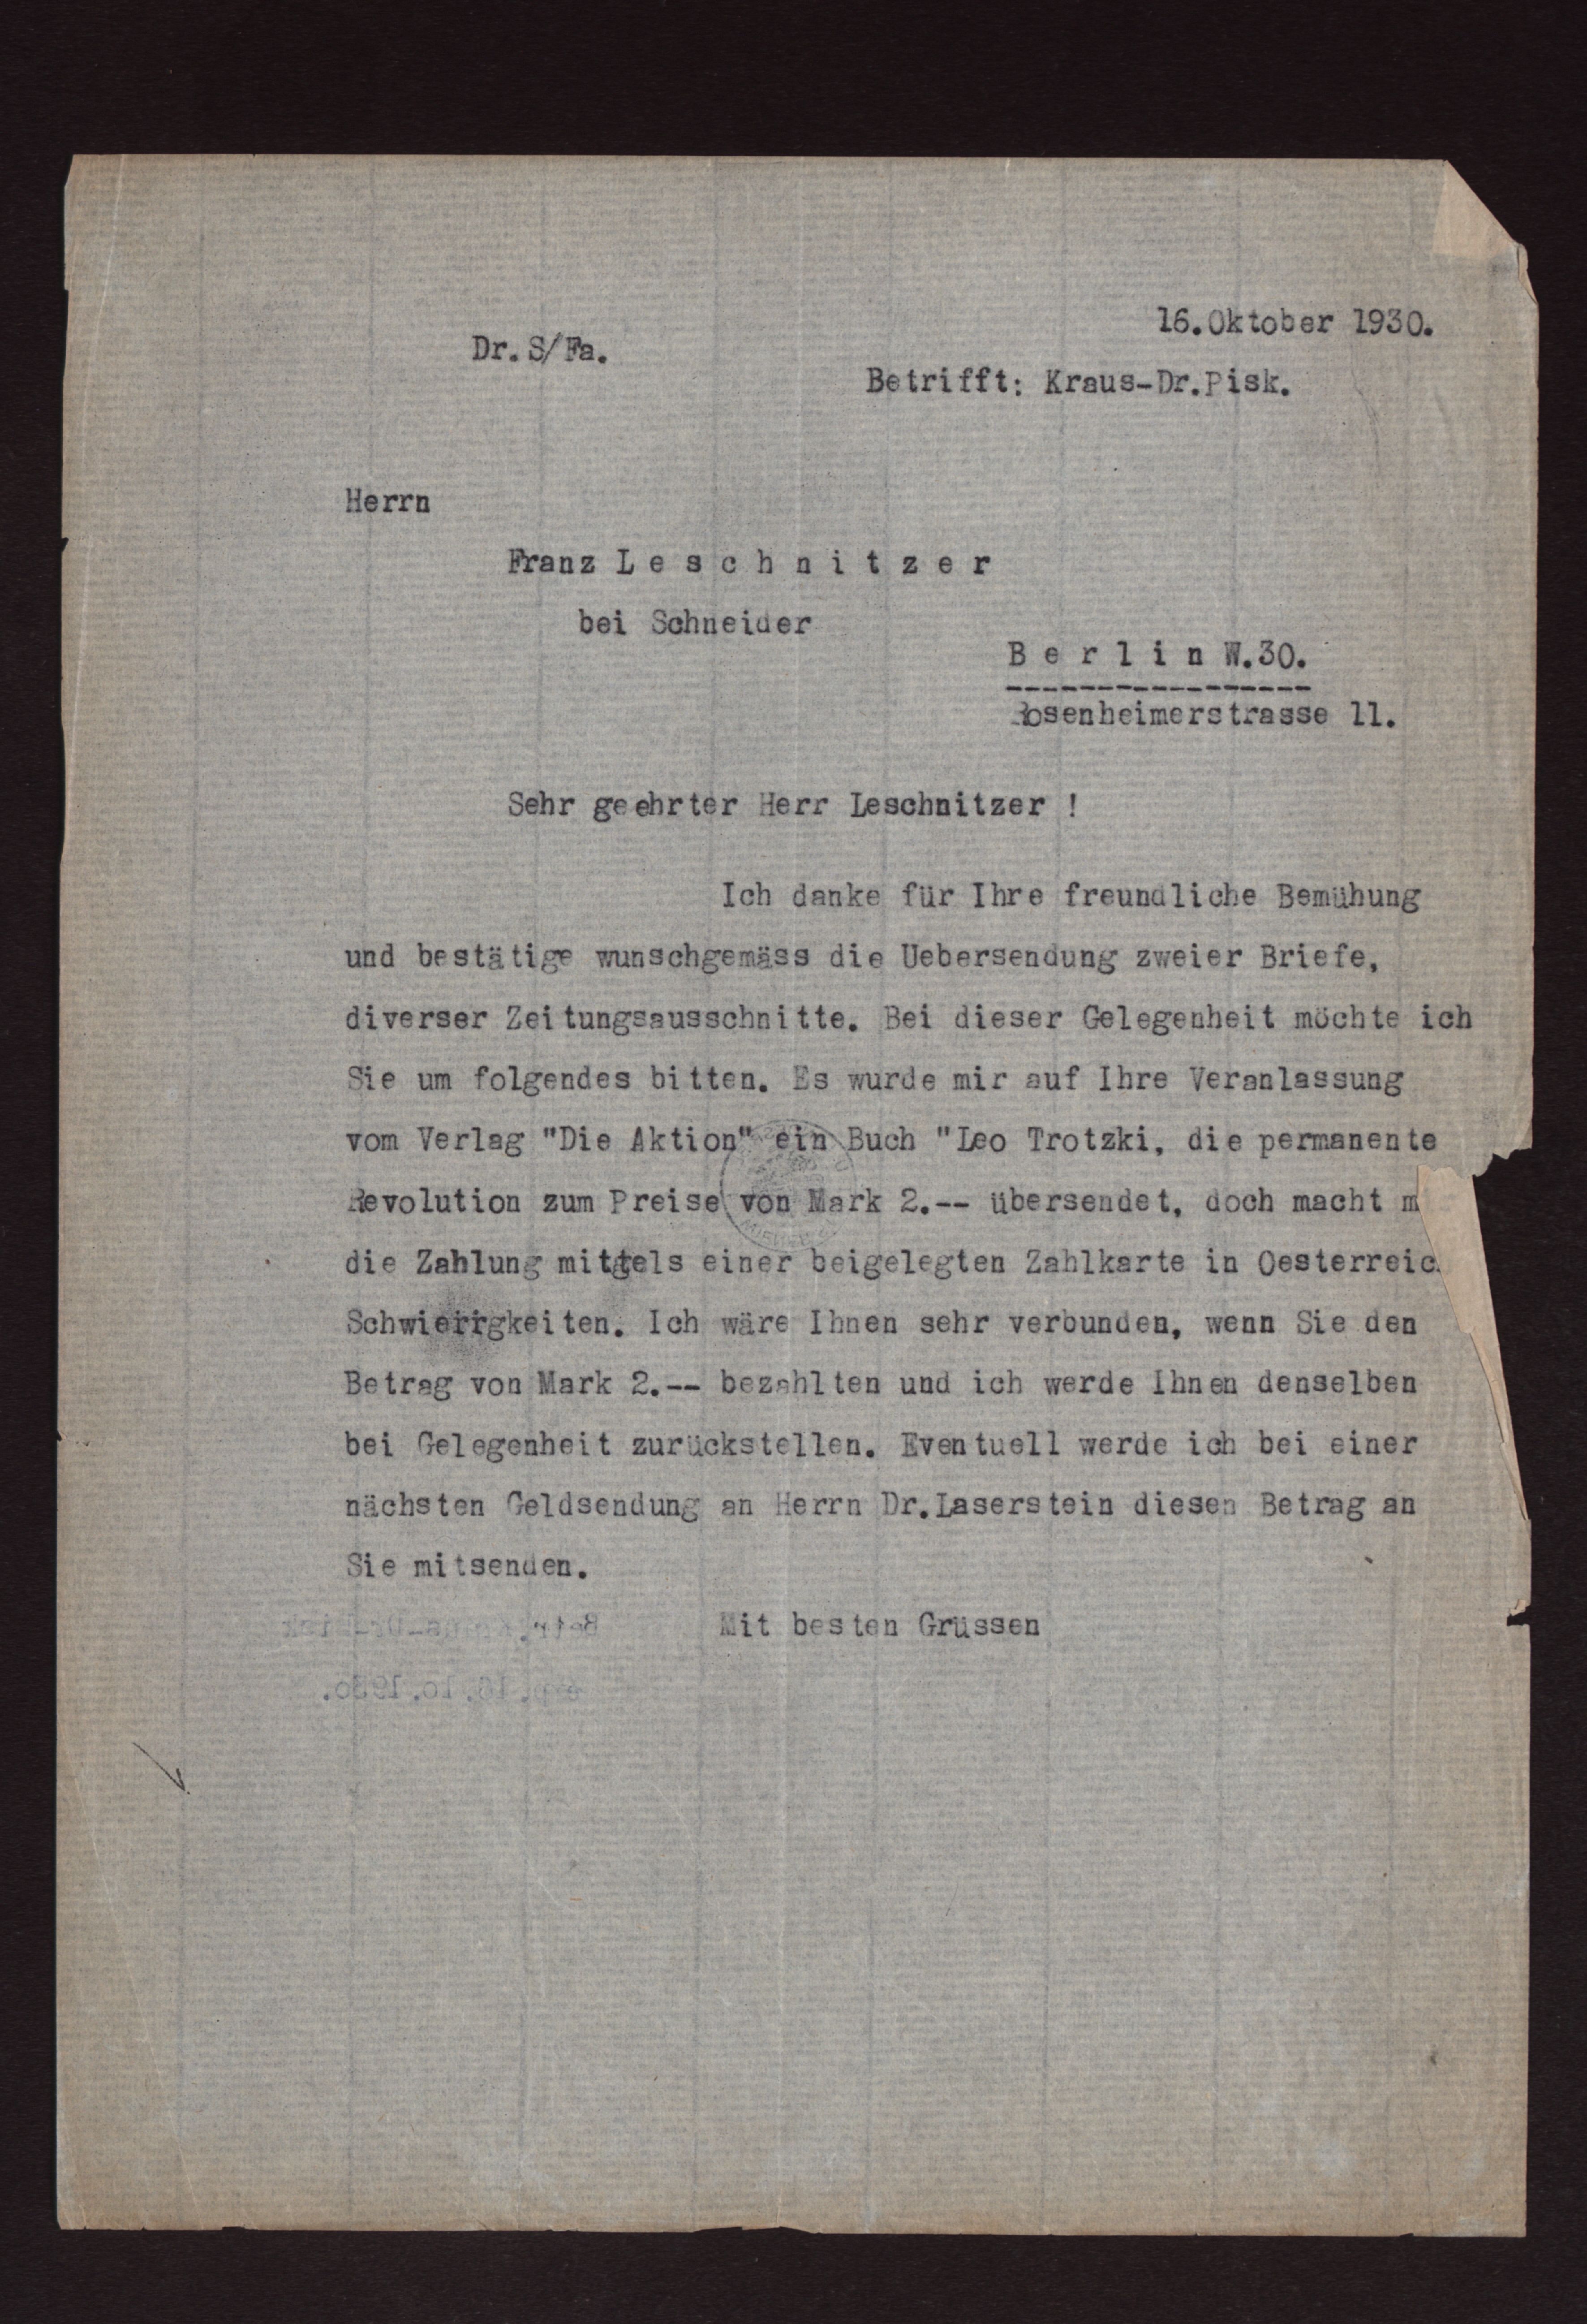 16.Oktober 1930.
Dr.S/Fa.
Betrifft: Kraus-Dr.Pisk.
Herrn
Franz L e s c h n i t z e r
bei Schneider
B e r l i n W.30.
-----------------
Rosenheimerstrasse 11.
Sehr geehrter Herr Leschnitzer !
Ich danke für Ihre freundliche Bemühung
und bestätige wunschgemäss die Uebersendung zweier Briefe,
diverser Zeitungsausschnitte. Bei dieser Gelegenheit möchte ich
Sie um folgendes bitten. Es wurde mir auf Ihre Veranlassung
vom Verlag "Die Aktion" ein Buch "Leo Trotzki, die permanente
Revolution zum Preise von Mark 2.-- übersendet, doch macht m
die Zahlung mittels einer beigelegten Zahlkarte in Oesterreic
Schwierigkeiten. Ich wäre Ihnen sehr verbunden, wenn Sie den
Betrag von Mark 2.-- bezahlten und ich werde Ihnen denselben
bei Gelegenheit zurückstellen. Eventuell werde ich bei einer
nächsten Geldsendung an Herrn Dr.Laserstein diesen Betrag an
Sie mitsenden.
Mit besten Grüssen